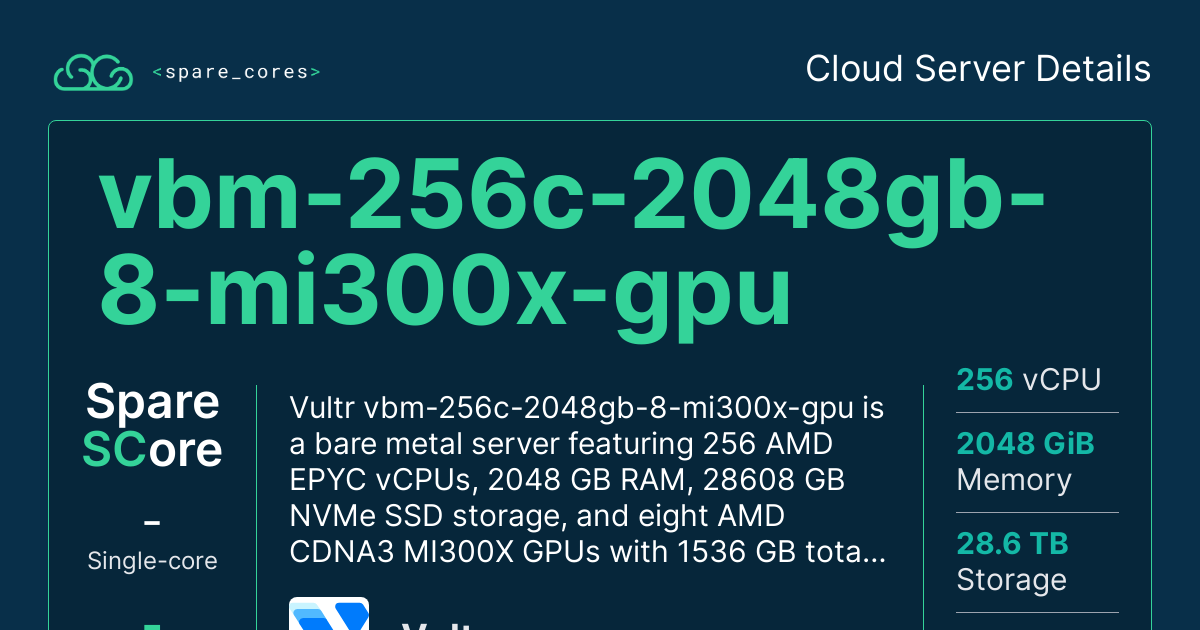 <spare_cores>
Cloud Server Details
vbm-256c-2048gb-
8-mi300x-gpu
Spare
SCore
–
Single-core
Vultr vbm-256c-2048gb-8-mi300x-gpu is
a bare metal server featuring 256 AMD
EPYC vCPUs, 2048 GB RAM, 28608 GB
NVMe SSD storage, and eight AMD
CDNA3 MI300X GPUs with 1536 GB tota...
256 vCPU
2048 GiB
Memory
28.6 TB
Storage